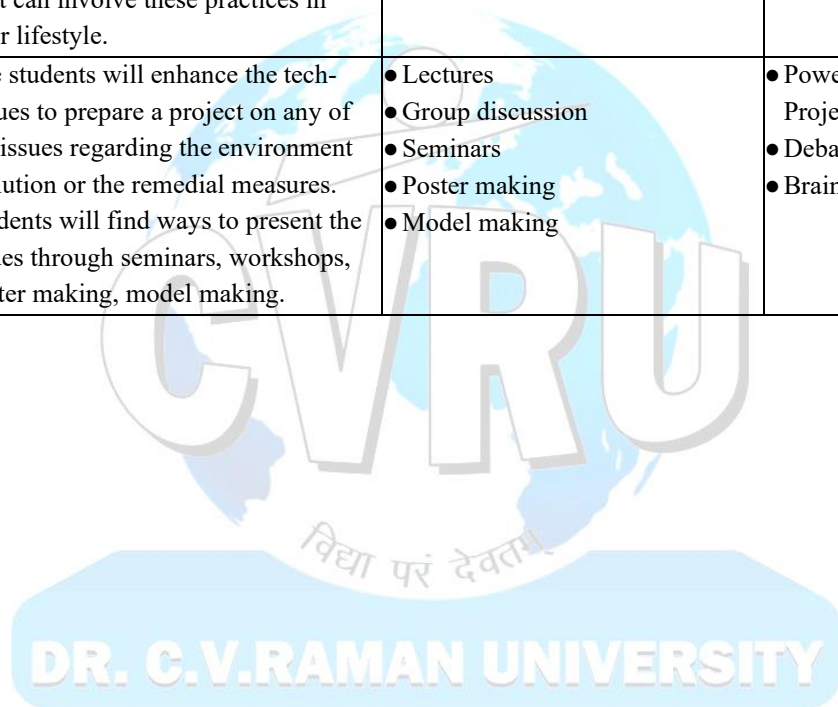 t can involve these practices in
r lifestyle.
e students will enhance the tech-
ues to prepare a project on any of
issues regarding the environment
lution or the remedial measures.
dents will find ways to present the
ues through seminars, workshops,
ter making, model making.
● Lectures
● Group discussion
● Seminars
● Poster making
● Model making
● Powe
Proje
● Deba
● Brain
CVRU
विद्या परं देवतम्
DR. C.V.RAMAN UNIVERSITY